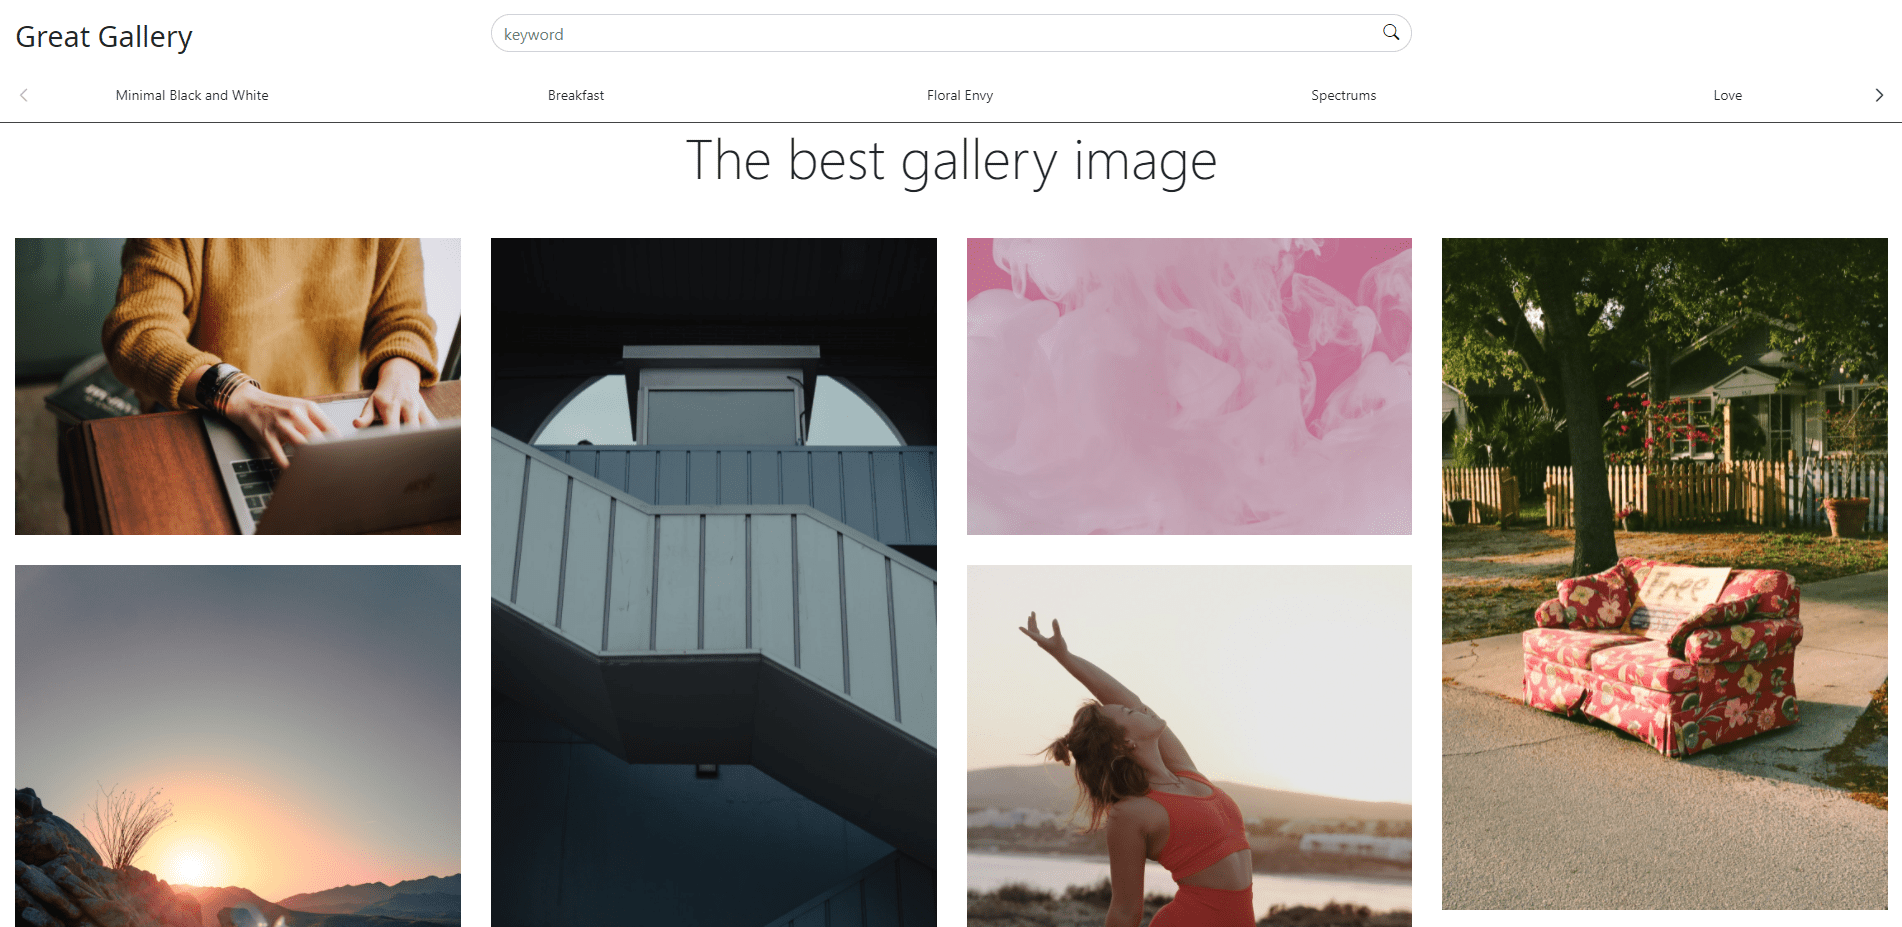 Great Gallery
keyword
Minimal Black and White
Breakfast
Floral Envy
Spectrums
Love
The best gallery image
Free